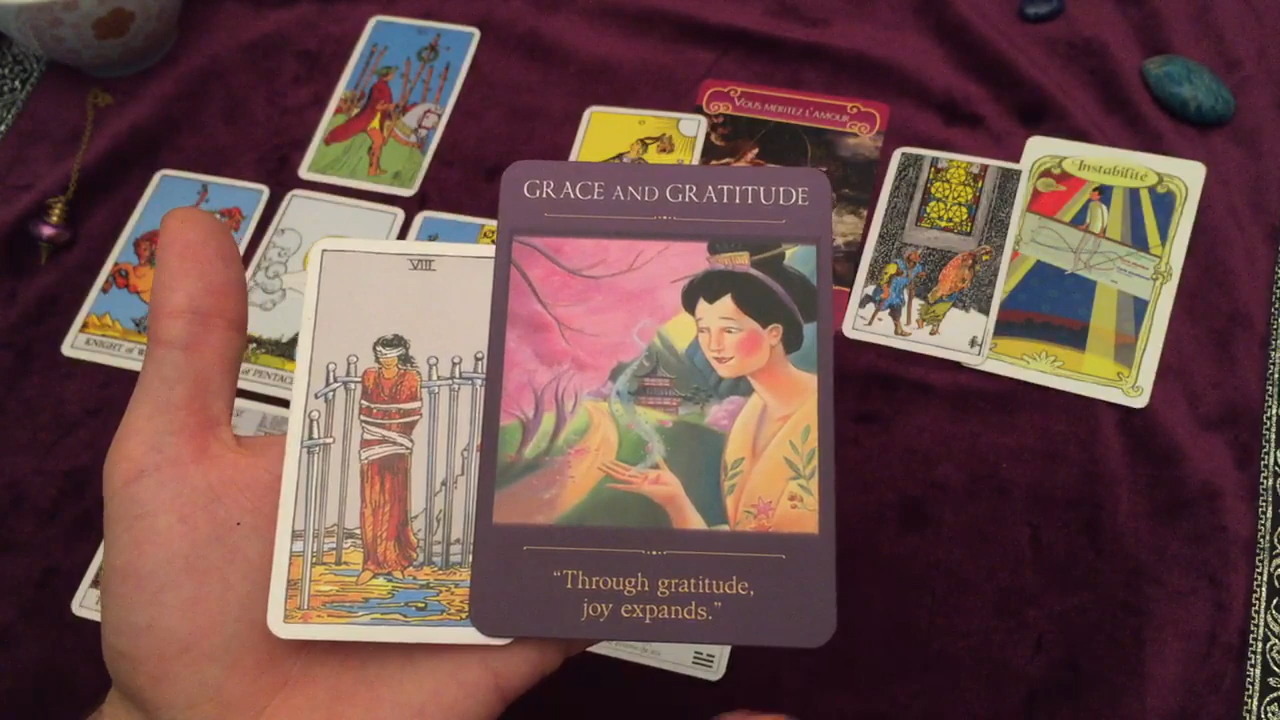 VOUS MÉRITEZ L'AMOUR
Instabilité
GRACE AND GRATITUDE
VIII
KNIGHT of W
of PENTAC
“Through gratitude,
joy expands.”